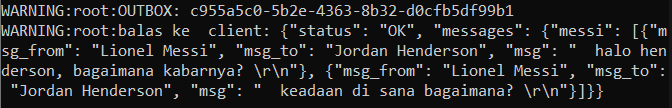 WARNING:root:OUTBOX: c955a5c0-5b2e-4363-8b32-d0cfb5df99b1
WARNING:root:balas ke  client: {"status": "OK", "messages": {"messi": [{"m
sg_from": "Lionel Messi", "msg_to": "Jordan Henderson", "msg": "  halo hen
derson, bagaimana kabarnya? \r\n"}, {"msg_from": "Lionel Messi", "msg_to":
 "Jordan Henderson", "msg": "  keadaan di sana bagaimana? \r\n"}]}}